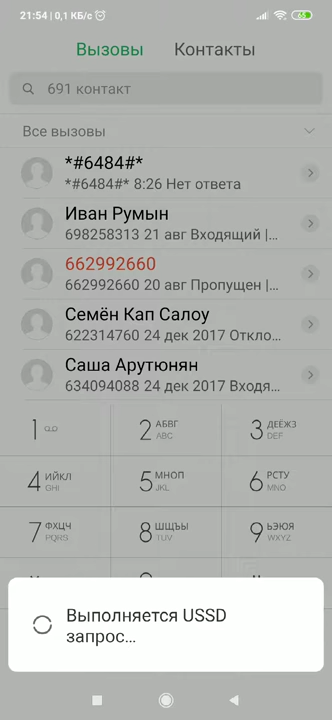 21:54 | 0,1 КБ/с
65
Вызовы Контакты
691 контакт
Все вызовы
*#6484#*
*#6484#* 8:26 Нет ответа
Иван Румын
698258313 21 авг Входящий |...
662992660
662992660 20 авг Пропущен |...
Семён Кап Салоу
622314760 24 дек 2017 Откло...
Саша Арутюнян
634094088 24 дек 2017 Входя...
1 2 АБВГ ABC 3 ДЕЁЖЗ DEF
4 ИЙКЛ GHI 5 МНОП JKL 6 РСТУ MNO
7 ФХЦЧ PQRS 8 ШЩЪЫ TUV 9 ЬЭЮЯ WXYZ
Выполняется USSD
запрос...